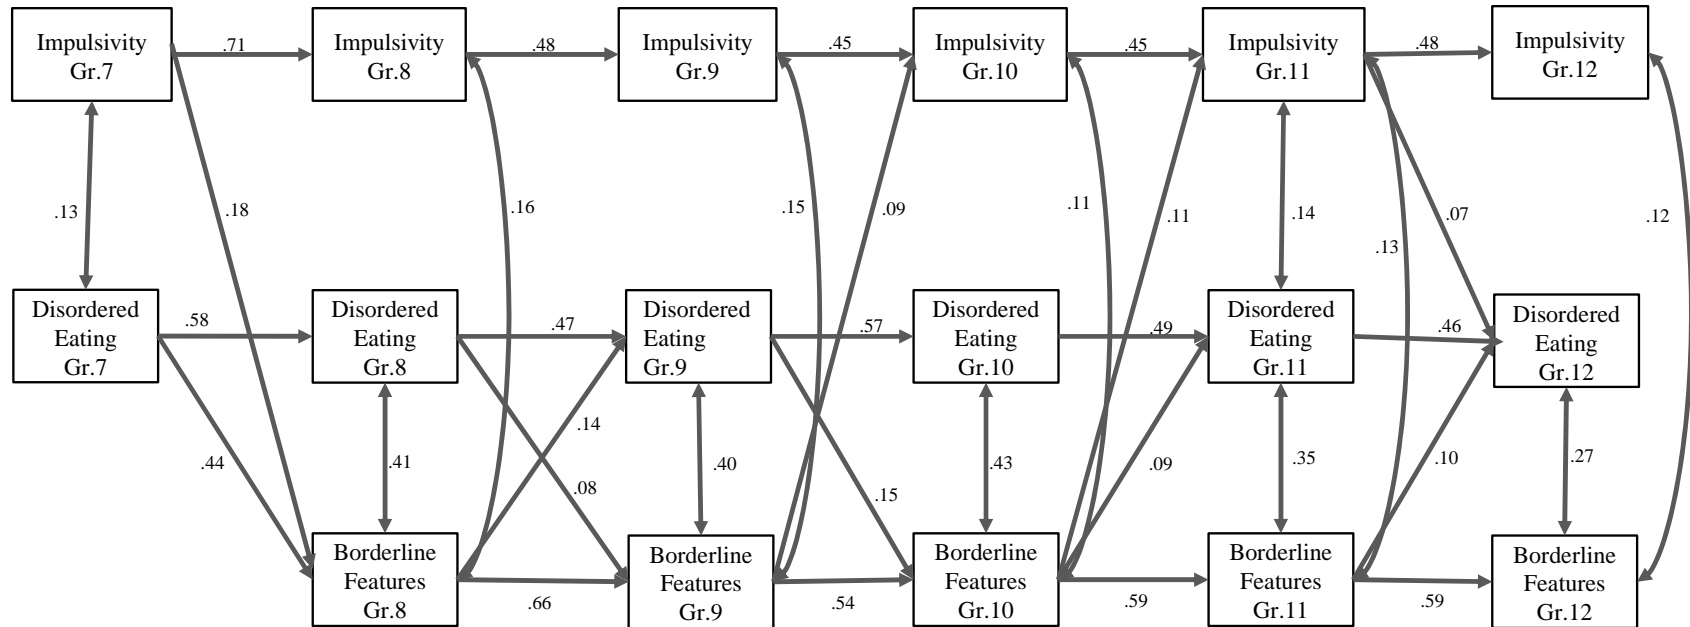 Impulsivity
Gr.7
.71
Impulsivity
Gr.8
.48
Impulsivity
Gr.9
.45
Impulsivity
Gr.10
.45
Impulsivity
Gr.11
.48
Impulsivity
Gr.12
.13
.18
.16
.15
.09
.11
.11
.14
.13
.07
.12
Disordered
Eating
Gr.7
.58
Disordered
Eating
Gr.8
.47
Disordered
Eating
Gr.9
.57
Disordered
Eating
Gr.10
.49
Disordered
Eating
Gr.11
.46
Disordered
Eating
Gr.12
.44
.41
.14
.08
.40
.15
.43
.09
.35
.10
.27
Borderline
Features
Gr.8
.66
Borderline
Features
Gr.9
.54
Borderline
Features
Gr.10
.59
Borderline
Features
Gr.11
.59
Borderline
Features
Gr.12